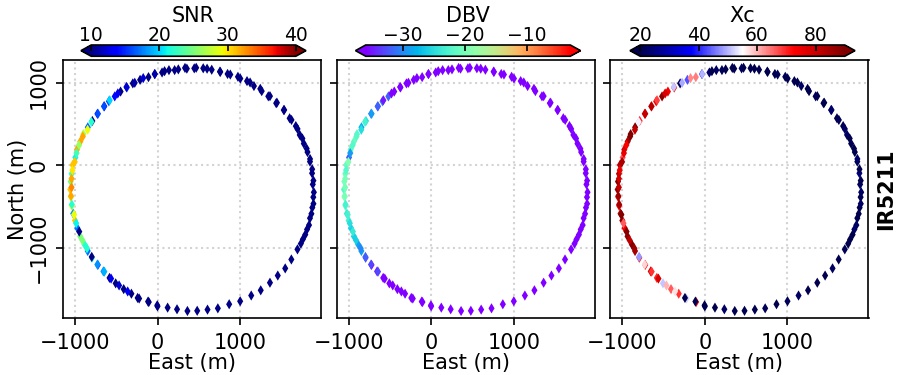 SNR DBV Xc
10 20 30 40 −30 −20 −10 20 40 60 80
1000
0
−1000
North (m)
IR5211
−1000 0 1000 −1000 0 1000 −1000 0 1000
East (m) East (m) East (m)